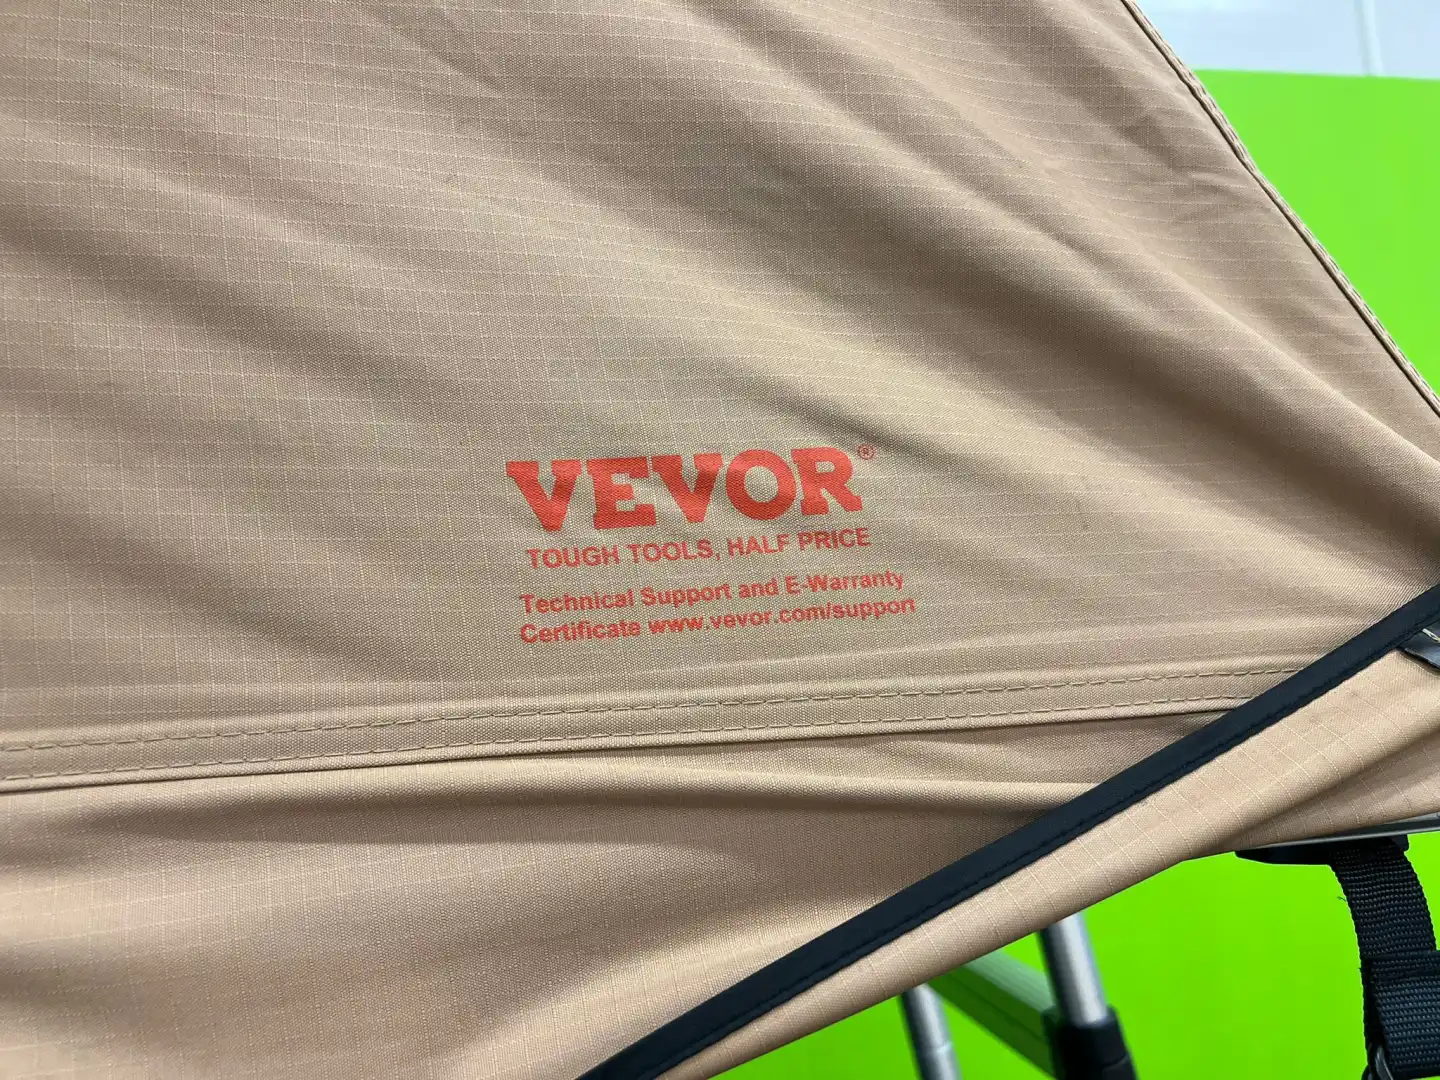 VEVOR®
TOUGH TOOLS, HALF PRICE
Technical Support and E-Warranty
Certificate www.vevor.com/support